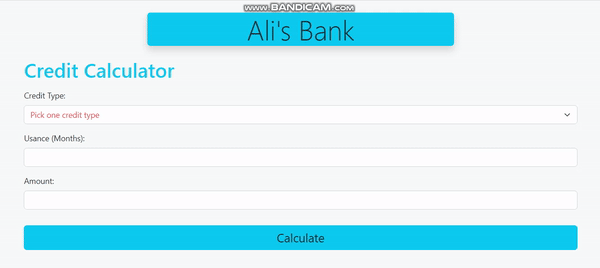 www.BANDICAM.com
Ali's Bank
Credit Calculator
Credit Type:
Pick one credit type
Usance (Months):
Amount:
Calculate